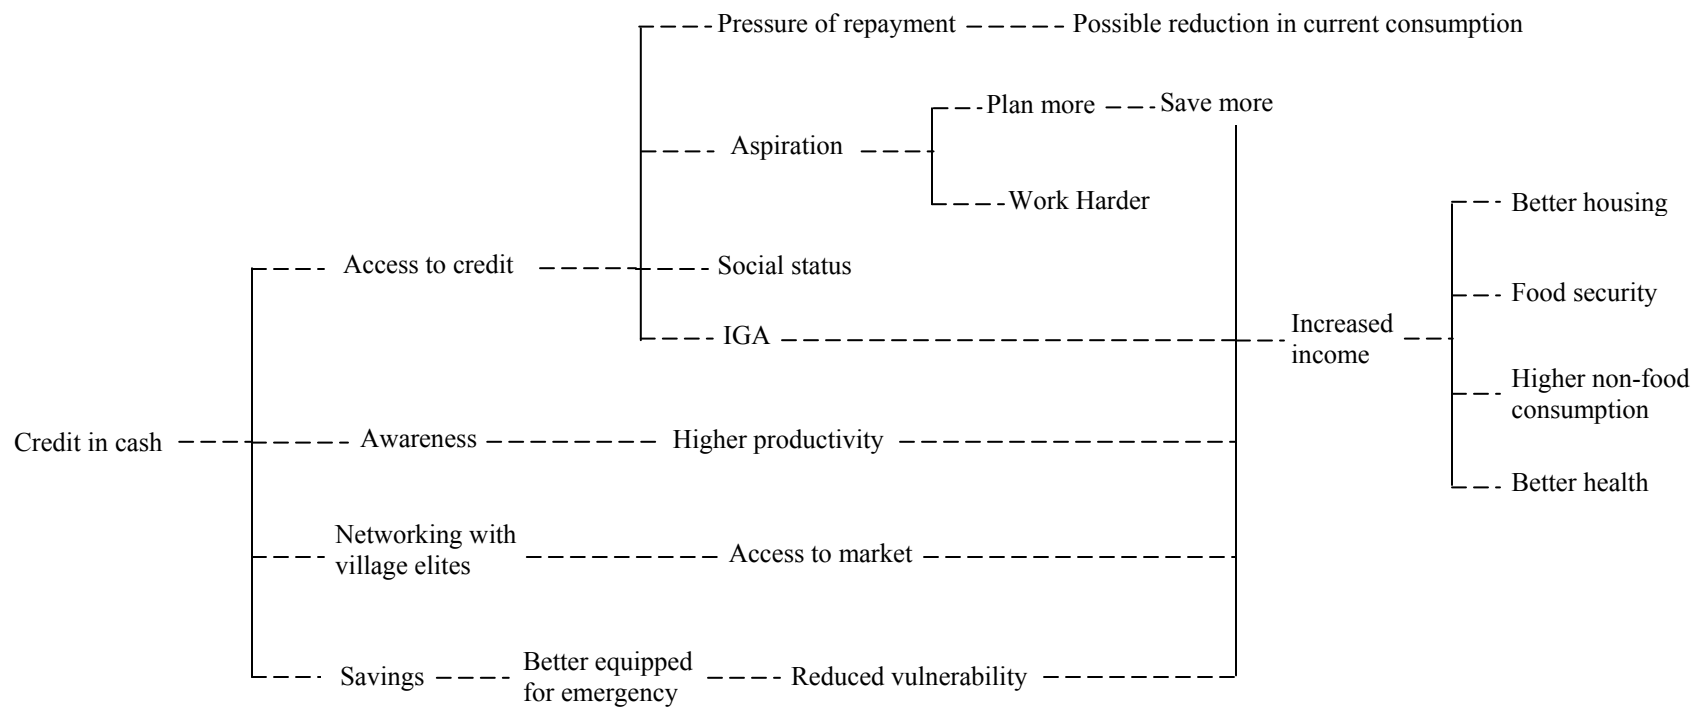 Pressure of repayment
Possible reduction in current consumption
Plan more
Save more
Aspiration
Work Harder
Better housing
Access to credit
Social status
Food security
IGA
Increased
income
Higher non-food
consumption
Credit in cash
Awareness
Higher productivity
Better health
Networking with
village elites
Access to market
Savings
Better equipped
for emergency
Reduced vulnerability